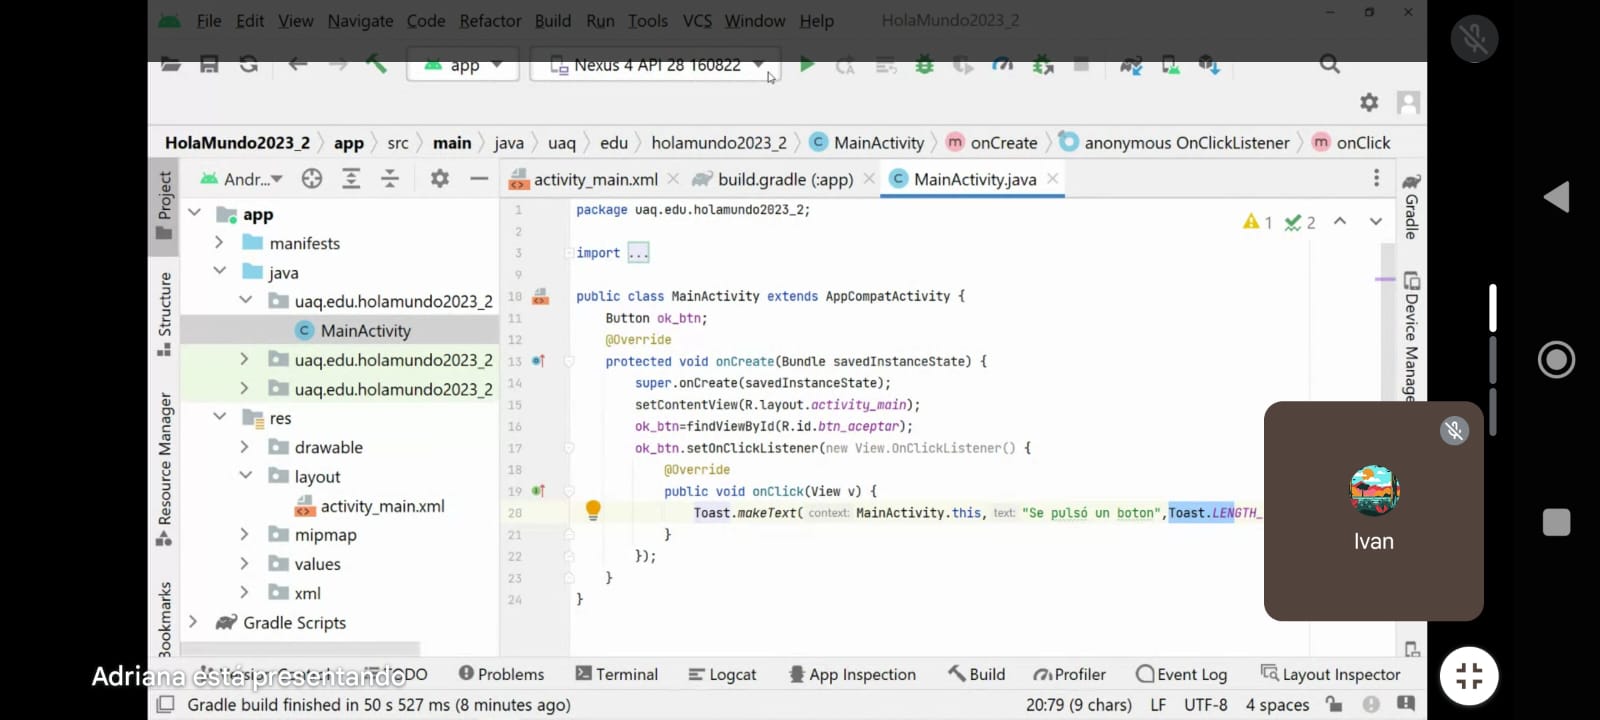 File Edit View Navigate Code Refactor Build Run Tools VCS Window Help HolaMundo2023_2
app Nexus 4 API 28 160822
HolaMundo2023_2 app src main java uaq edu holamundo2023_2 MainActivity onCreate anonymous OnClickListener onClick
Andr... activity_main.xml build.gradle (:app) MainActivity.java
Project
Structure
Resource Manager
Bookmarks
app
manifests
java
uaq.edu.holamundo2023_2
MainActivity
uaq.edu.holamundo2023_2
uaq.edu.holamundo2023_2
res
drawable
layout
activity_main.xml
mipmap
values
xml
Gradle Scripts
1 package uaq.edu.holamundo2023_2;
2
3 import ...
9
10 public class MainActivity extends AppCompatActivity {
11 Button ok_btn;
12 @Override
13 protected void onCreate(Bundle savedInstanceState) {
14 super.onCreate(savedInstanceState);
15 setContentView(R.layout.activity_main);
16 ok_btn=findViewById(R.id.btn_aceptar);
17 ok_btn.setOnClickListener(new View.OnClickListener() {
18 @Override
19 public void onClick(View v) {
20 Toast.makeText( context: MainActivity.this, text: "Se pulsó un boton",Toast.LENGTH_
21 }
22 });
23 }
24 }
1 2
Gradle
Device Manage
Ivan
Adriana está presentando
TODO Problems Terminal Logcat App Inspection Build Profiler Event Log Layout Inspector
Gradle build finished in 50 s 527 ms (8 minutes ago) 20:79 (9 chars) LF UTF-8 4 spaces